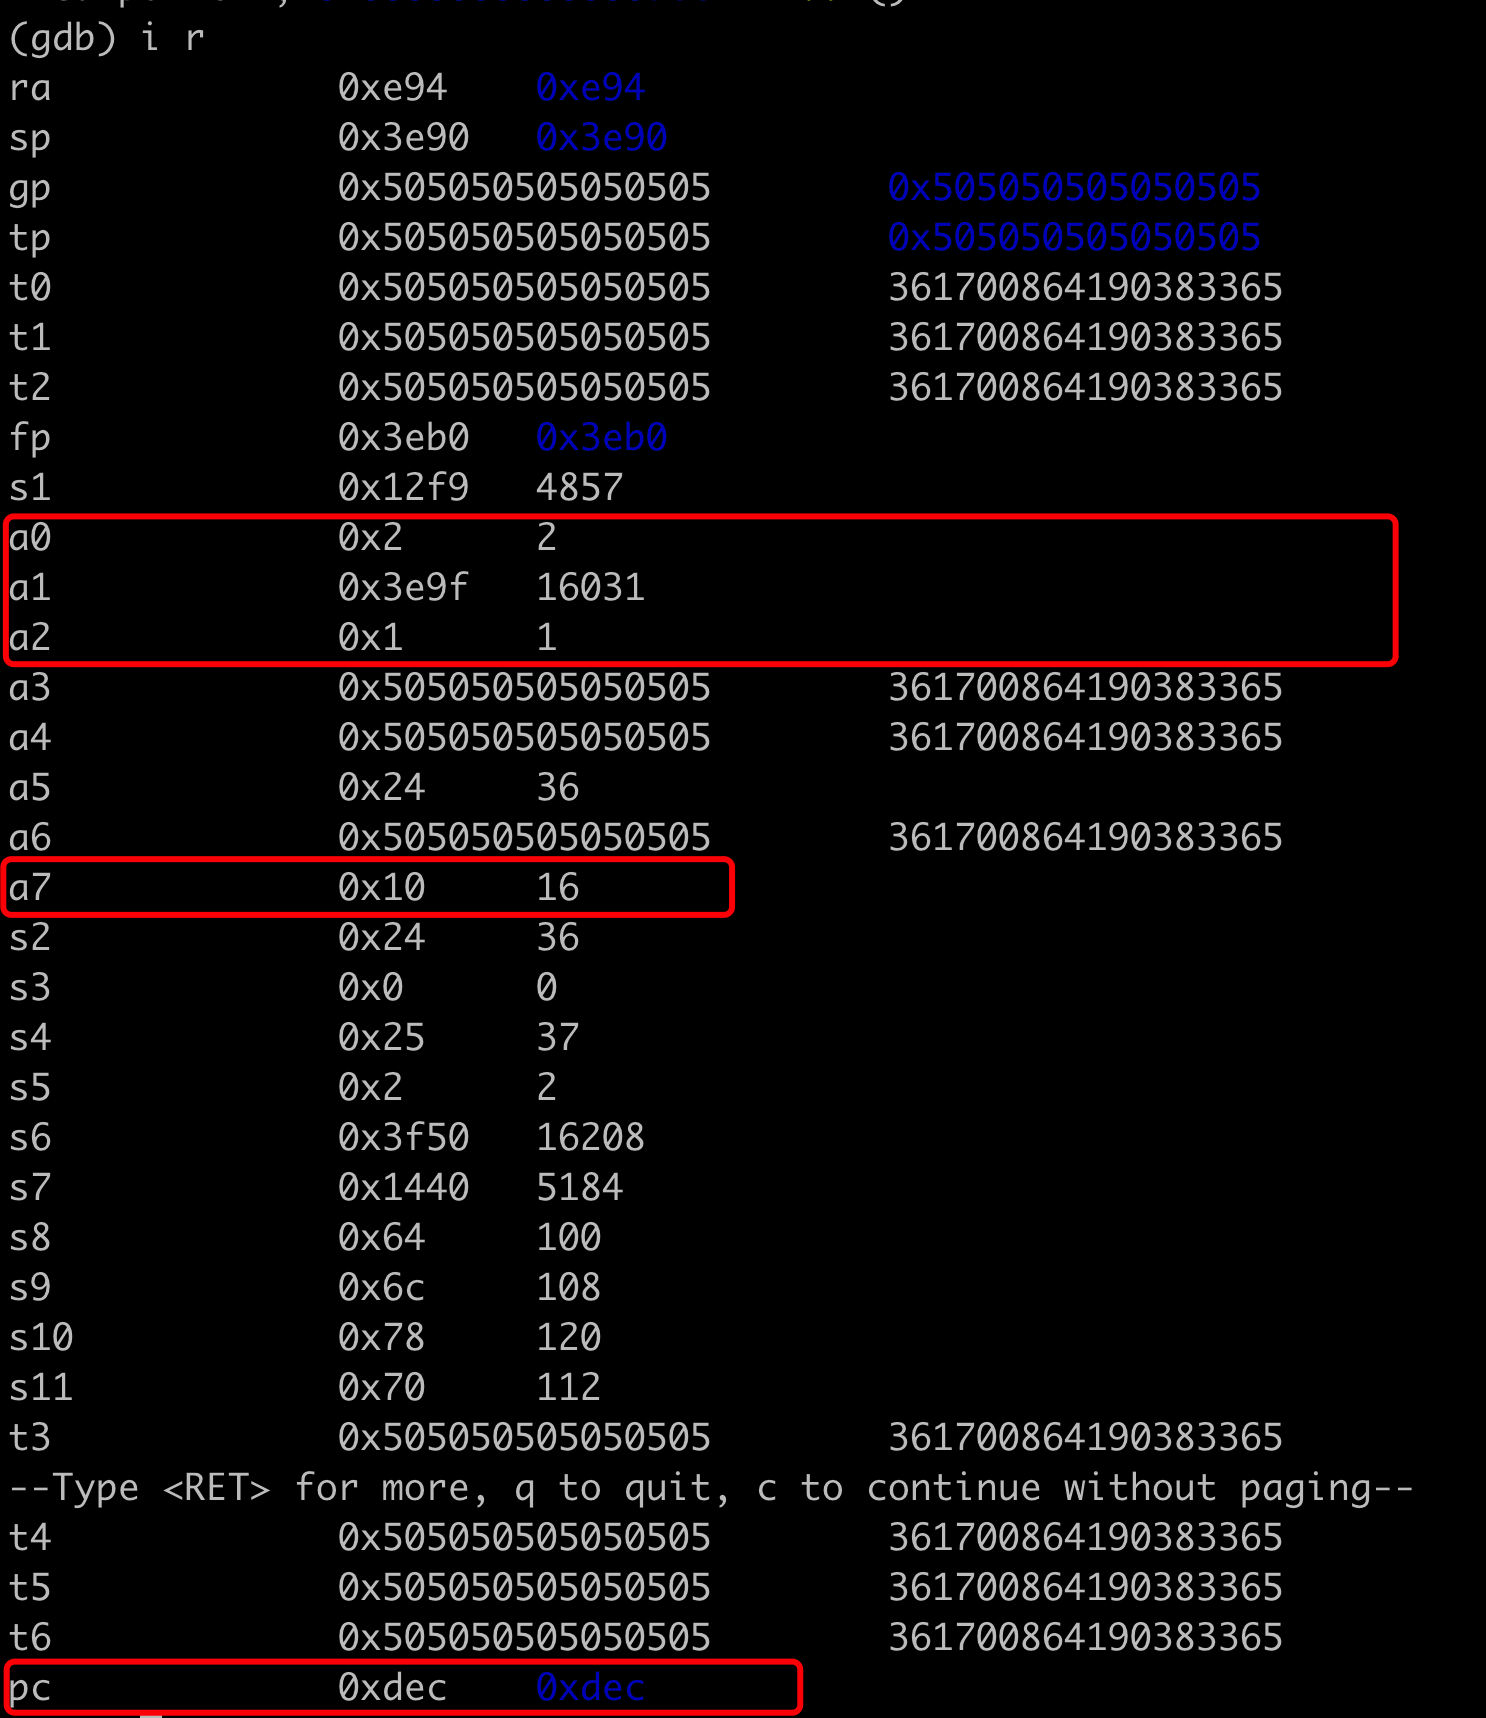 (gdb) i r
ra 0xe94 0xe94
sp 0x3e90 0x3e90
gp 0x505050505050505 0x505050505050505
tp 0x505050505050505 0x505050505050505
t0 0x505050505050505 361700864190383365
t1 0x505050505050505 361700864190383365
t2 0x505050505050505 361700864190383365
fp 0x3eb0 0x3eb0
s1 0x12f9 4857
a0 0x2 2
a1 0x3e9f 16031
a2 0x1 1
a3 0x505050505050505 361700864190383365
a4 0x505050505050505 361700864190383365
a5 0x24 36
a6 0x505050505050505 361700864190383365
a7 0x10 16
s2 0x24 36
s3 0x0 0
s4 0x25 37
s5 0x2 2
s6 0x3f50 16208
s7 0x1440 5184
s8 0x64 100
s9 0x6c 108
s10 0x78 120
s11 0x70 112
t3 0x505050505050505 361700864190383365
--Type <RET> for more, q to quit, c to continue without paging--
t4 0x505050505050505 361700864190383365
t5 0x505050505050505 361700864190383365
t6 0x505050505050505 361700864190383365
pc 0xdec 0xdec